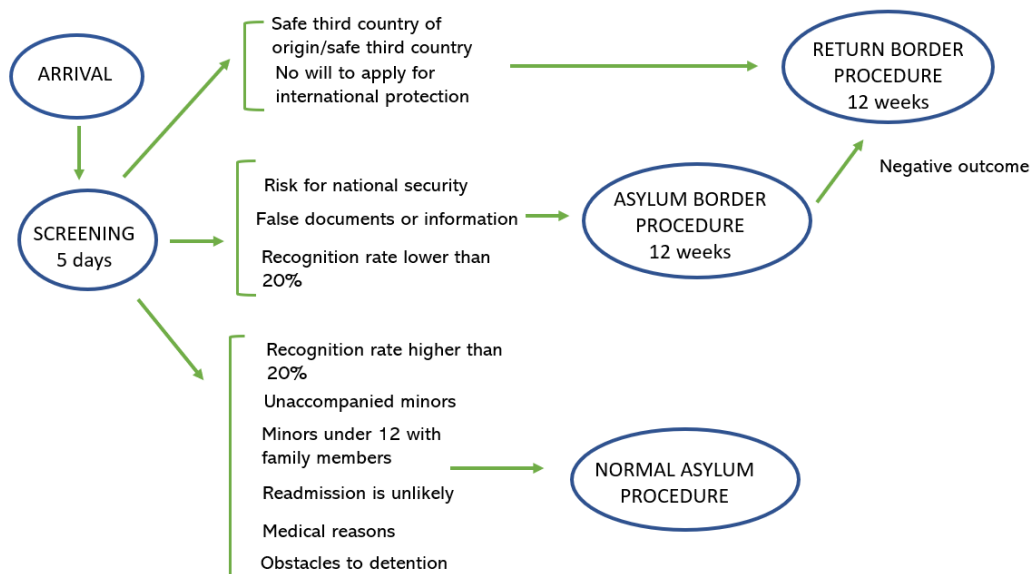 ARRIVAL
SCREENING
5 days
Safe third country of
origin/safe third country
No will to apply for
international protection
RETURN BORDER
PROCEDURE
12 weeks
Risk for national security
False documents or information
Recognition rate lower than
20%
ASYLUM BORDER
PROCEDURE
12 weeks
Negative outcome
Recognition rate higher than
20%
Unaccompanied minors
Minors under 12 with
family members
Readmission is unlikely
Medical reasons
Obstacles to detention
NORMAL ASYLUM
PROCEDURE